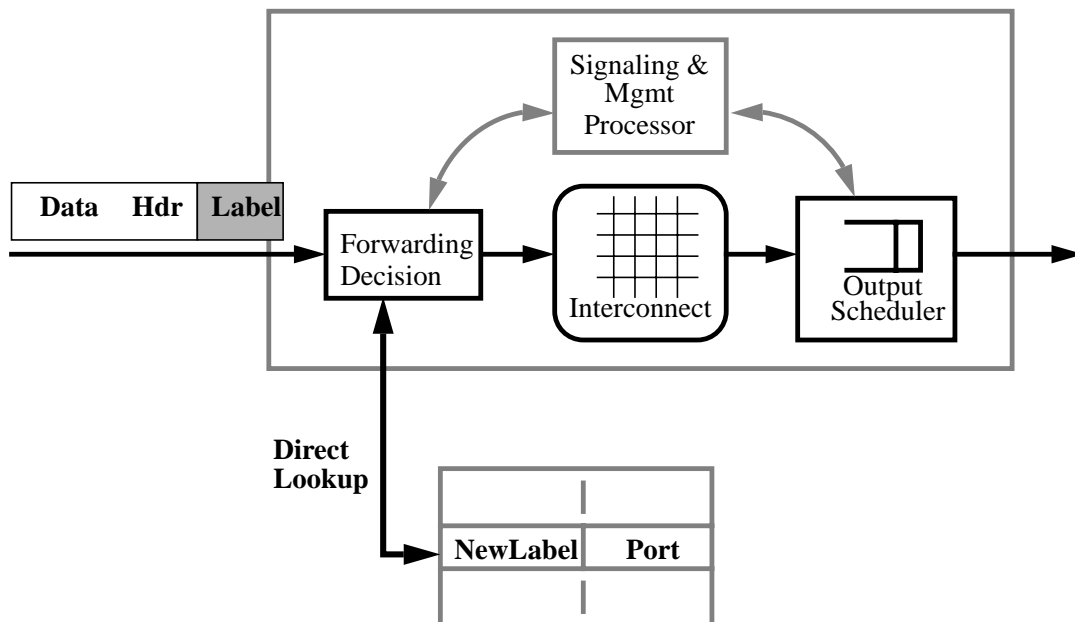 Signaling &
Mgmt
Processor
Data Hdr Label
Forwarding
Decision
Interconnect
Output
Scheduler
Direct
Lookup
NewLabel Port